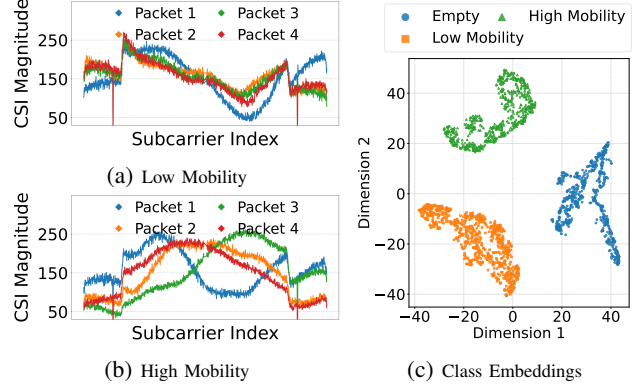 Packet 1
Packet 3
Packet 2
Packet 4
CSI Magnitude
250
150
50
Subcarrier Index
(a) Low Mobility
Packet 1
Packet 3
Packet 2
Packet 4
CSI Magnitude
250
150
50
Subcarrier Index
(b) High Mobility
Empty
High Mobility
Low Mobility
Dimension 2
40
20
0
−20
−40
−40 −20 0 20 40
Dimension 1
(c) Class Embeddings